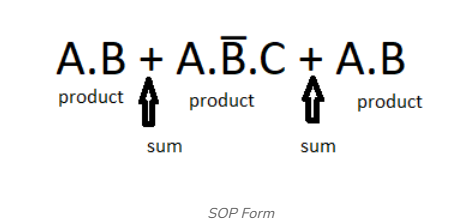 A.B + A.B̅.C + A.B
product product product
sum sum
SOP Form